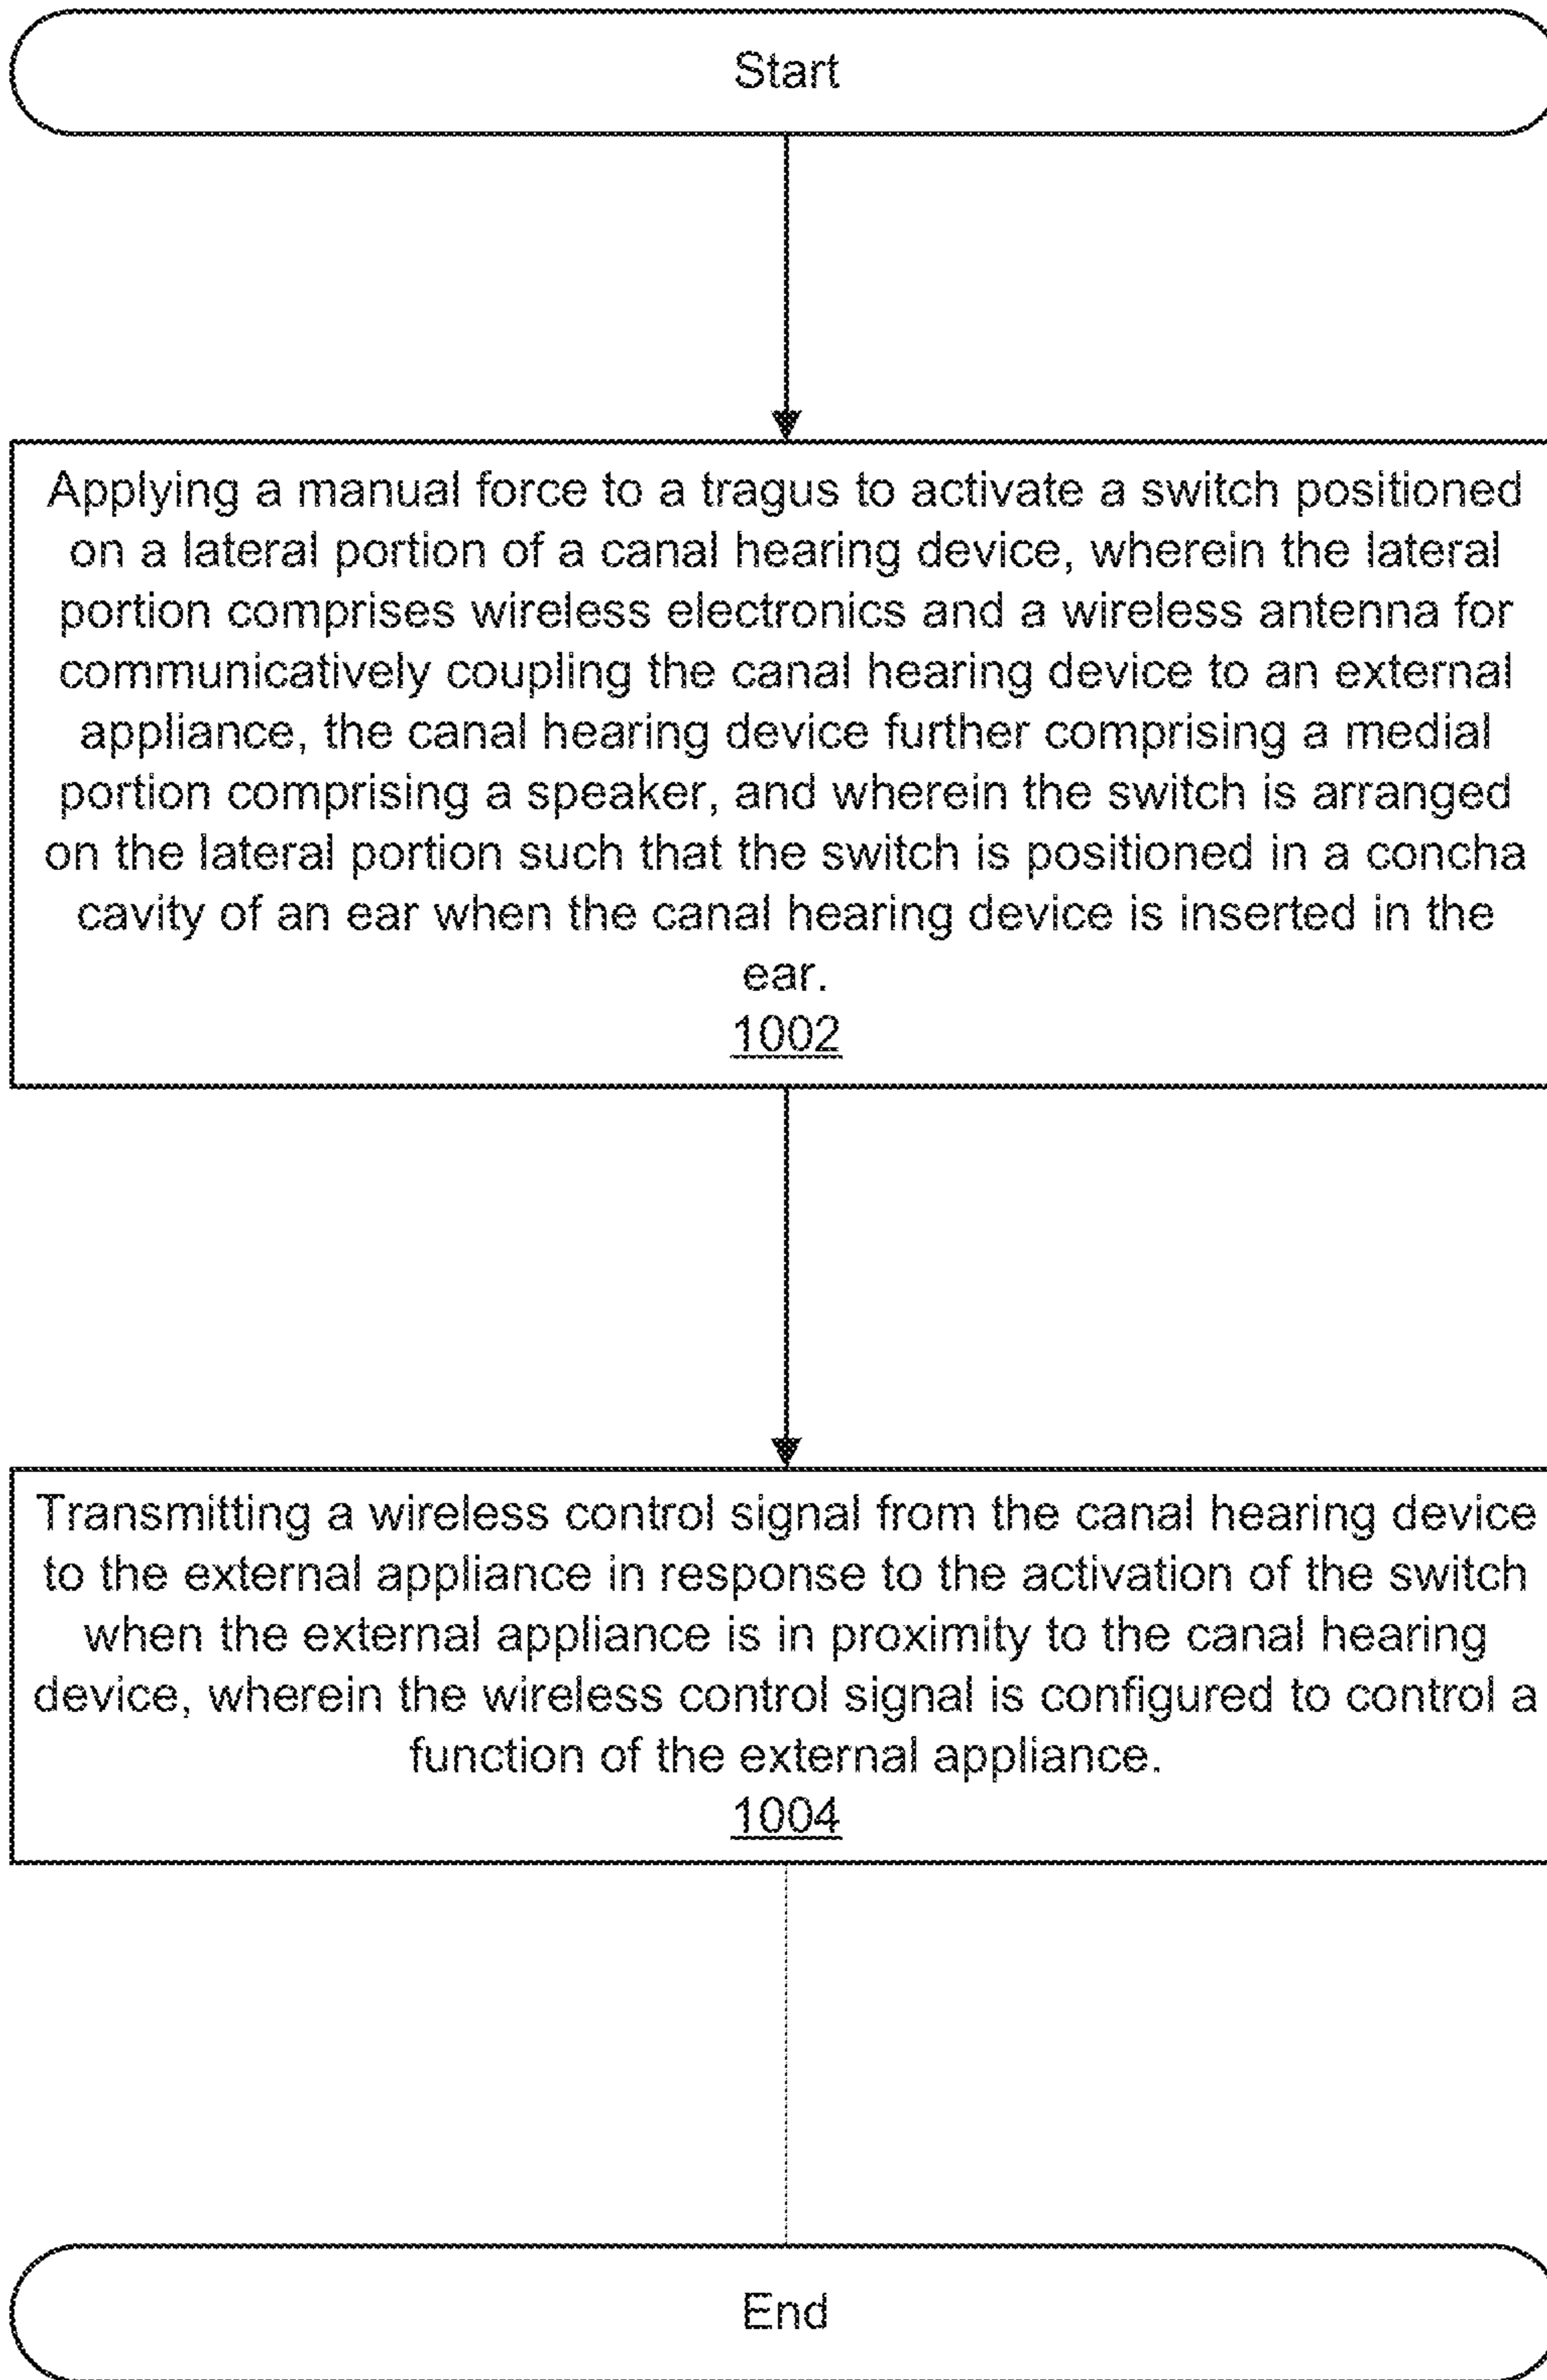 Start
Applying a manual force to a tragus to activate a switch positioned
on a lateral portion of a canal hearing device, wherein the lateral
portion comprises wireless electronics and a wireless antenna for
communicatively coupling the canal hearing device to an external
appliance, the canal hearing device further comprising a medial
portion comprising a speaker, and wherein the switch is arranged
on the lateral portion such that the switch is positioned in a concha
cavity of an ear when the canal hearing device is inserted in the
ear.
1002
Transmitting a wireless control signal from the canal hearing device
to the external appliance in response to the activation of the switch
when the external appliance is in proximity to the canal hearing
device, wherein the wireless control signal is configured to control a
function of the external appliance.
1004
End